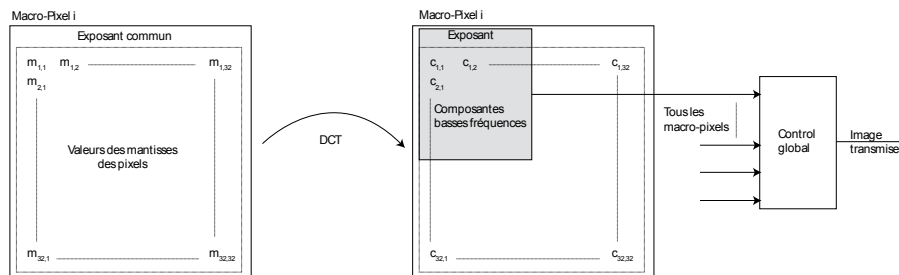 Macro-Pixel i
Exposant commun
m1,1 m1,2 m1,32
m2,1
Valeurs des mantisses
des pixels
m32,1 m32,32
DCT
Macro-Pixel i
Exposant
c1,1 c1,2 c1,32
c2,1
Composantes
basses fréquences
c32,1 c32,32
Tous les
macro-pixels
Control
global
Image
transmise